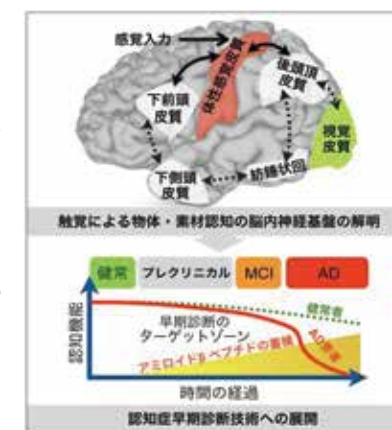 感覚入力
体性感覚皮質
後頭頂
皮質
下前頭
皮質
視覚
皮質
下側頭
皮質
紡錘状回
触覚による物体・素材認知の脳内神経基盤の解明
健常
プレクリニカル
MCI
AD
認知機能
健常者
早期診断の
ターゲットゾーン
AD患者
アミロイドβペプチドの蓄積
時間の経過
認知症早期診断技術への展開